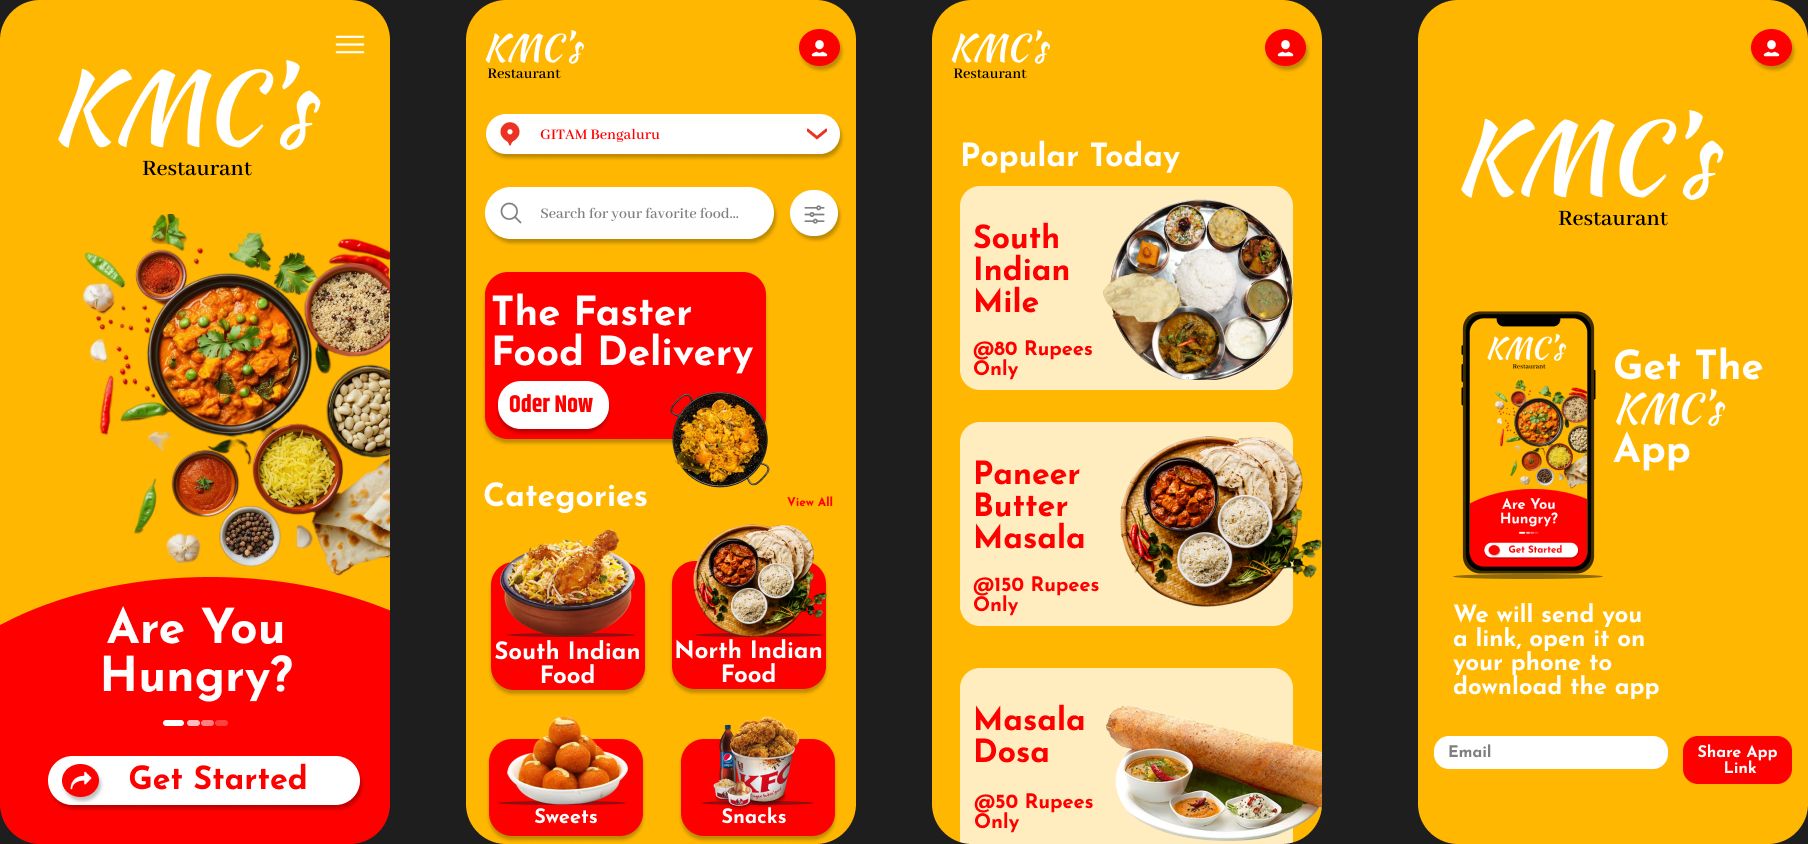 KMC's
Restaurant
Are You
Hungry?
Get Started
KMC's
Restaurant
GITAM Bengaluru
Search for your favorite food...
The Faster
Food Delivery
Oder Now
Categories
View All
South Indian
Food
North Indian
Food
Sweets
Snacks
KFC
KMC's
Restaurant
Popular Today
South
Indian
Mile
@80 Rupees
Only
Paneer
Butter
Masala
@150 Rupees
Only
Masala
Dosa
@50 Rupees
Only
KMC's
Restaurant
KMC's
Restaurant
Are You
Hungry?
Get Started
Get The
KMC's
App
We will send you
a link, open it on
your phone to
download the app
Email
Share App
Link